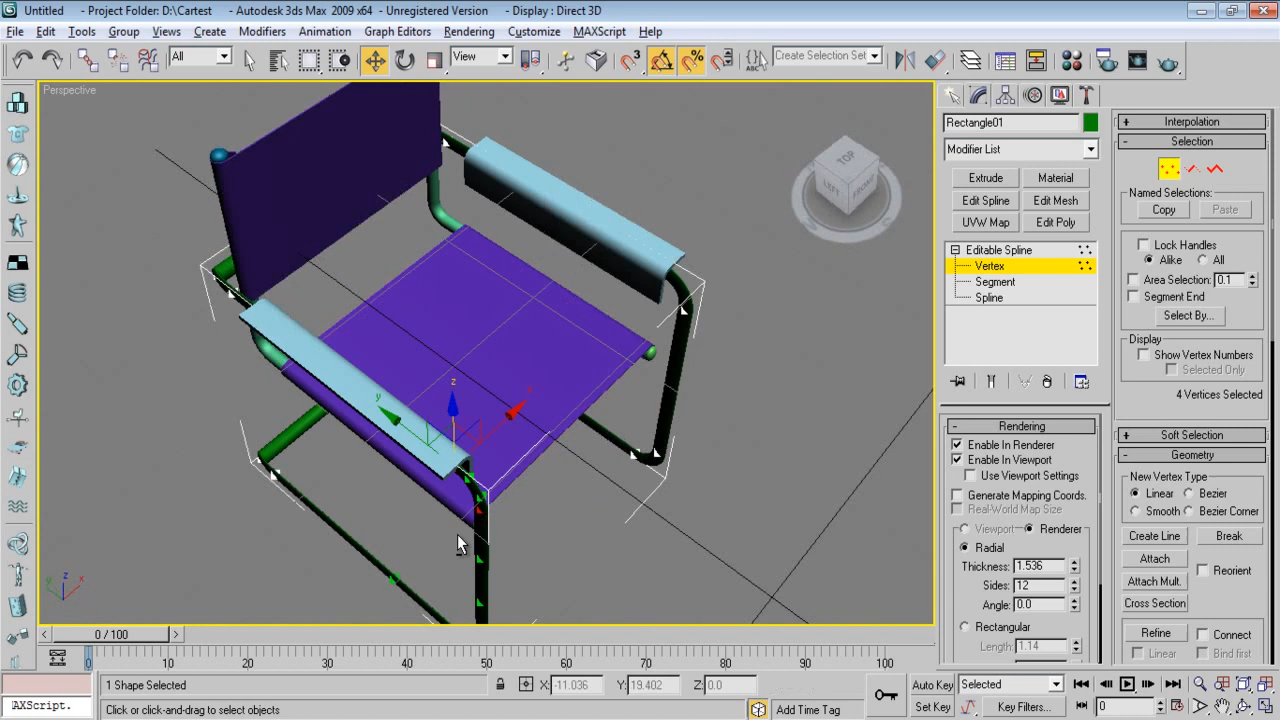 Untitled - Project Folder: D:\Cartest - Autodesk 3ds Max 2009 x64 - Unregistered Version - Display : Direct 3D
File Edit Tools Group Views Create Modifiers Animation Graph Editors Rendering Customize MAXScript Help
All View Create Selection Set
Perspective
TOP
LEFT FRONT
z
x
y
z
x
y
Rectangle01
Modifier List
Extrude Material
Edit Spline Edit Mesh
UVW Map Edit Poly
Editable Spline
Vertex
Segment
Spline
Rendering
Enable In Renderer
Enable In Viewport
Use Viewport Settings
Generate Mapping Coords.
Real-World Map Size
Viewport Renderer
Radial
Thickness: 1.536
Sides: 12
Angle: 0.0
Rectangular
Length: 1.14
Interpolation
Selection
Named Selections:
Copy Paste
Lock Handles
Alike All
Area Selection: 0.1
Segment End
Select By...
Display
Show Vertex Numbers
Selected Only
4 Vertices Selected
Soft Selection
Geometry
New Vertex Type
Linear Bezier
Smooth Bezier Corner
Create Line Break
Attach Reorient
Attach Mult.
Cross Section
Refine Connect
Linear Bind first
0 / 100
0 10 20 30 40 50 60 70 80 90 100
1 Shape Selected X: -11.036 Y: 19.402 Z: 0.0 Auto Key Selected
AXScript. Click or click-and-drag to select objects Add Time Tag Set Key Key Filters... 0